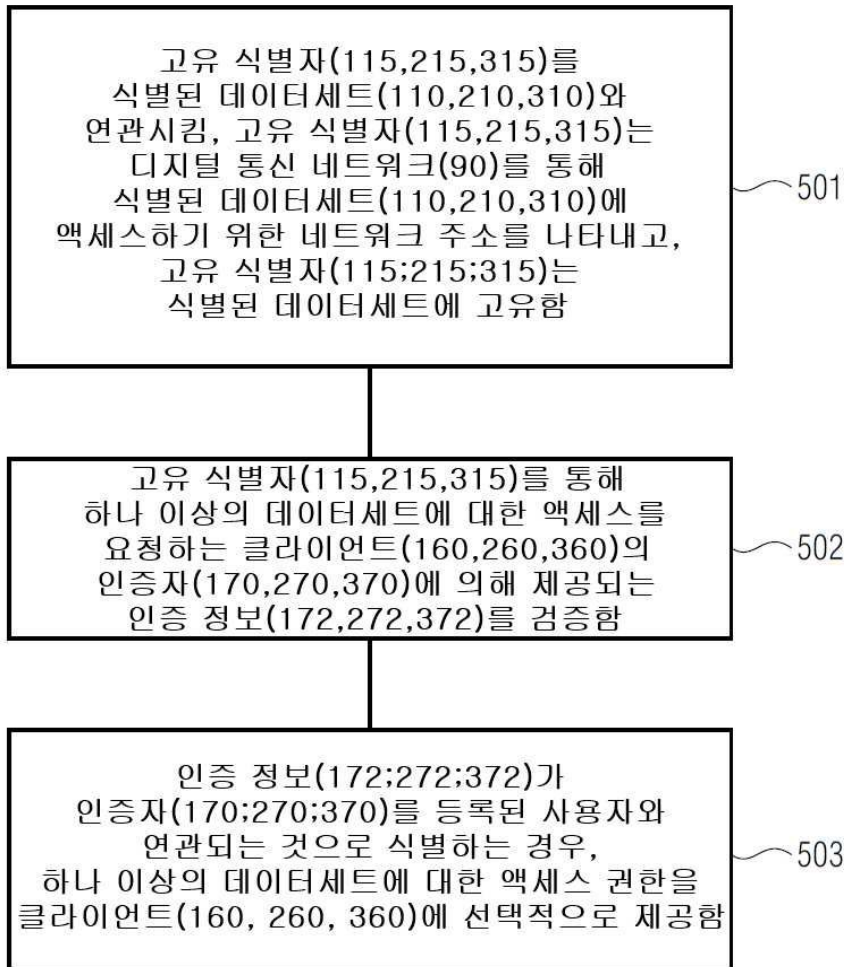 고유 식별자(115,215,315)를
식별된 데이터세트(110,210,310)와
연관시킴, 고유 식별자(115,215,315)는
디지털 통신 네트워크(90)를 통해
식별된 데이터세트(110,210,310)에
액세스하기 위한 네트워크 주소를 나타내고,
고유 식별자(115;215;315)는
식별된 데이터세트에 고유함
501
고유 식별자(115,215,315)를 통해
하나 이상의 데이터세트에 대한 액세스를
요청하는 클라이언트(160,260,360)의
인증자(170,270,370)에 의해 제공되는
인증 정보(172,272,372)를 검증함
502
인증 정보(172;272;372)가
인증자(170;270;370)를 등록된 사용자와
연관되는 것으로 식별하는 경우,
하나 이상의 데이터세트에 대한 액세스 권한을
클라이언트(160, 260, 360)에 선택적으로 제공함
503